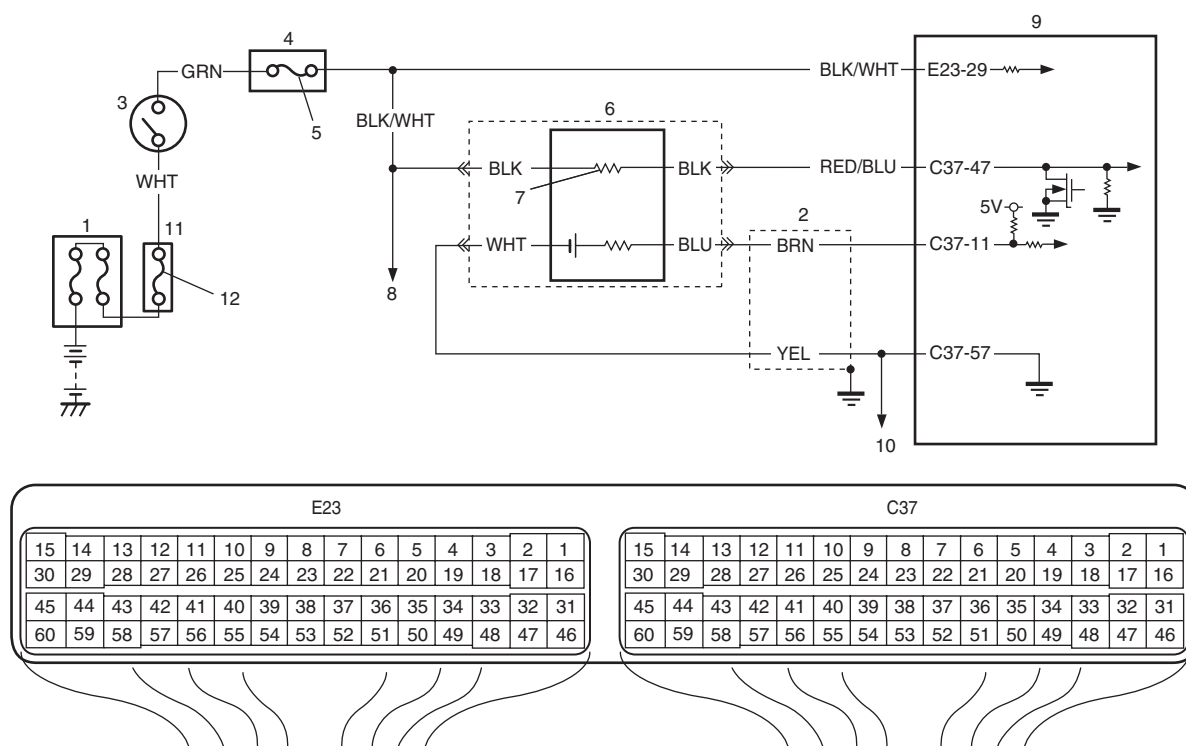 9
4
GRN
BLK/WHT
E23-29
3
5
6
BLK/WHT
BLK
BLK
RED/BLU
C37-47
7
WHT
5V
1
11
2
WHT
BLU
BRN
C37-11
12
8
YEL
C37-57
10
E23
C37
15 14 13 12 11 10 9 8 7 6 5 4 3 2 1
15 14 13 12 11 10 9 8 7 6 5 4 3 2 1
30 29 28 27 26 25 24 23 22 21 20 19 18 17 16
30 29 28 27 26 25 24 23 22 21 20 19 18 17 16
45 44 43 42 41 40 39 38 37 36 35 34 33 32 31
45 44 43 42 41 40 39 38 37 36 35 34 33 32 31
60 59 58 57 56 55 54 53 52 51 50 49 48 47 46
60 59 58 57 56 55 54 53 52 51 50 49 48 47 46